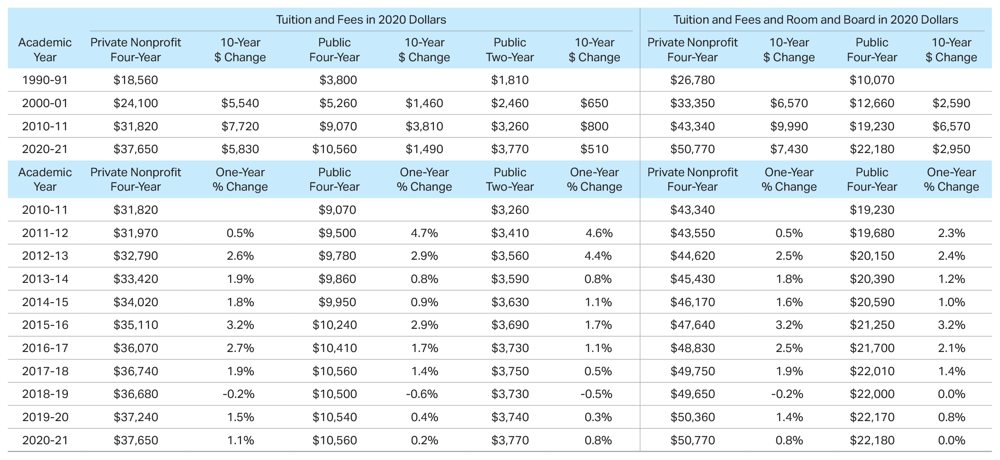 Tuition and Fees in 2020 Dollars Tuition and Fees and Room and Board in 2020 Dollars
Academic Private Nonprofit 10-Year Public 10-Year Public 10-Year Private Nonprofit 10-Year Public 10-Year
Year Four-Year $ Change Four-Year $ Change Two-Year $ Change Four-Year $ Change Four-Year $ Change
1990-91 $18,560 $3,800 $1,810 $26,780 $10,070
2000-01 $24,100 $5,540 $5,260 $1,460 $2,460 $650 $33,350 $6,570 $12,660 $2,590
2010-11 $31,820 $7,720 $9,070 $3,810 $3,260 $800 $43,340 $9,990 $19,230 $6,570
2020-21 $37,650 $5,830 $10,560 $1,490 $3,770 $510 $50,770 $7,430 $22,180 $2,950
Academic Private Nonprofit One-Year Public One-Year Public One-Year Private Nonprofit One-Year Public One-Year
Year Four-Year % Change Four-Year % Change Two-Year % Change Four-Year % Change Four-Year % Change
2010-11 $31,820 $9,070 $3,260 $43,340 $19,230
2011-12 $31,970 0.5% $9,500 4.7% $3,410 4.6% $43,550 0.5% $19,680 2.3%
2012-13 $32,790 2.6% $9,780 2.9% $3,560 4.4% $44,620 2.5% $20,150 2.4%
2013-14 $33,420 1.9% $9,860 0.8% $3,590 0.8% $45,430 1.8% $20,390 1.2%
2014-15 $34,020 1.8% $9,950 0.9% $3,630 1.1% $46,170 1.6% $20,590 1.0%
2015-16 $35,110 3.2% $10,240 2.9% $3,690 1.7% $47,640 3.2% $21,250 3.2%
2016-17 $36,070 2.7% $10,410 1.7% $3,730 1.1% $48,830 2.5% $21,700 2.1%
2017-18 $36,740 1.9% $10,560 1.4% $3,750 0.5% $49,750 1.9% $22,010 1.4%
2018-19 $36,680 -0.2% $10,500 -0.6% $3,730 -0.5% $49,650 -0.2% $22,000 0.0%
2019-20 $37,240 1.5% $10,540 0.4% $3,740 0.3% $50,360 1.4% $22,170 0.8%
2020-21 $37,650 1.1% $10,560 0.2% $3,770 0.8% $50,770 0.8% $22,180 0.0%